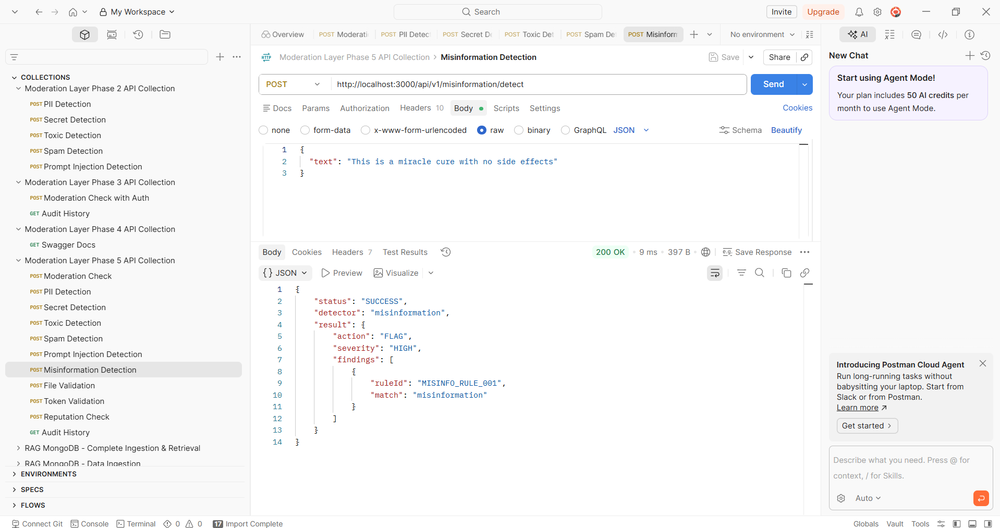 My Workspace
Search
Invite
Upgrade
Overview
POST Moderati
POST PII Detect
POST Secret De
POST Toxic Det
POST Spam De
POST Misinform
No environment
AI
COLLECTIONS
Moderation Layer Phase 2 API Collection
POST PII Detection
POST Secret Detection
POST Toxic Detection
POST Spam Detection
POST Prompt Injection Detection
Moderation Layer Phase 3 API Collection
POST Moderation Check with Auth
GET Audit History
Moderation Layer Phase 4 API Collection
GET Swagger Docs
Moderation Layer Phase 5 API Collection
POST Moderation Check
POST PII Detection
POST Secret Detection
POST Toxic Detection
POST Spam Detection
POST Prompt Injection Detection
POST Misinformation Detection
POST File Validation
POST Token Validation
POST Reputation Check
GET Audit History
RAG MongoDB - Complete Ingestion & Retrieval
RAG MongoDB - Data Ingestion
ENVIRONMENTS
SPECS
FLOWS
HTTP Moderation Layer Phase 5 API Collection > Misinformation Detection
Save
Share
POST
http://localhost:3000/api/v1/misinformation/detect
Send
Docs Params Authorization Headers 10 Body Scripts Settings
Cookies
none form-data x-www-form-urlencoded raw binary GraphQL JSON
Schema Beautify
1 {
2 "text": "This is a miracle cure with no side effects"
3 }
Body Cookies Headers 7 Test Results
200 OK • 9 ms • 397 B •
e.g. Save Response
{} JSON Preview Visualize
1 {
2 "status": "SUCCESS",
3 "detector": "misinformation",
4 "result": {
5 "action": "FLAG",
6 "severity": "HIGH",
7 "findings": [
8 {
9 "ruleId": "MISINFO_RULE_001",
10 "match": "misinformation"
11 }
12 ]
13 }
14 }
New Chat
Start using Agent Mode!
Your plan includes 50 AI credits per
month to use Agent Mode.
Introducing Postman Cloud Agent
Run long-running tasks without
babysitting your laptop. Start from
Slack or from Postman.
Learn more
Get started
Describe what you need. Press @ for
context, / for Skills.
Auto
Connect Git Console Terminal 0 0 17 Import Complete
Globals Vault Tools